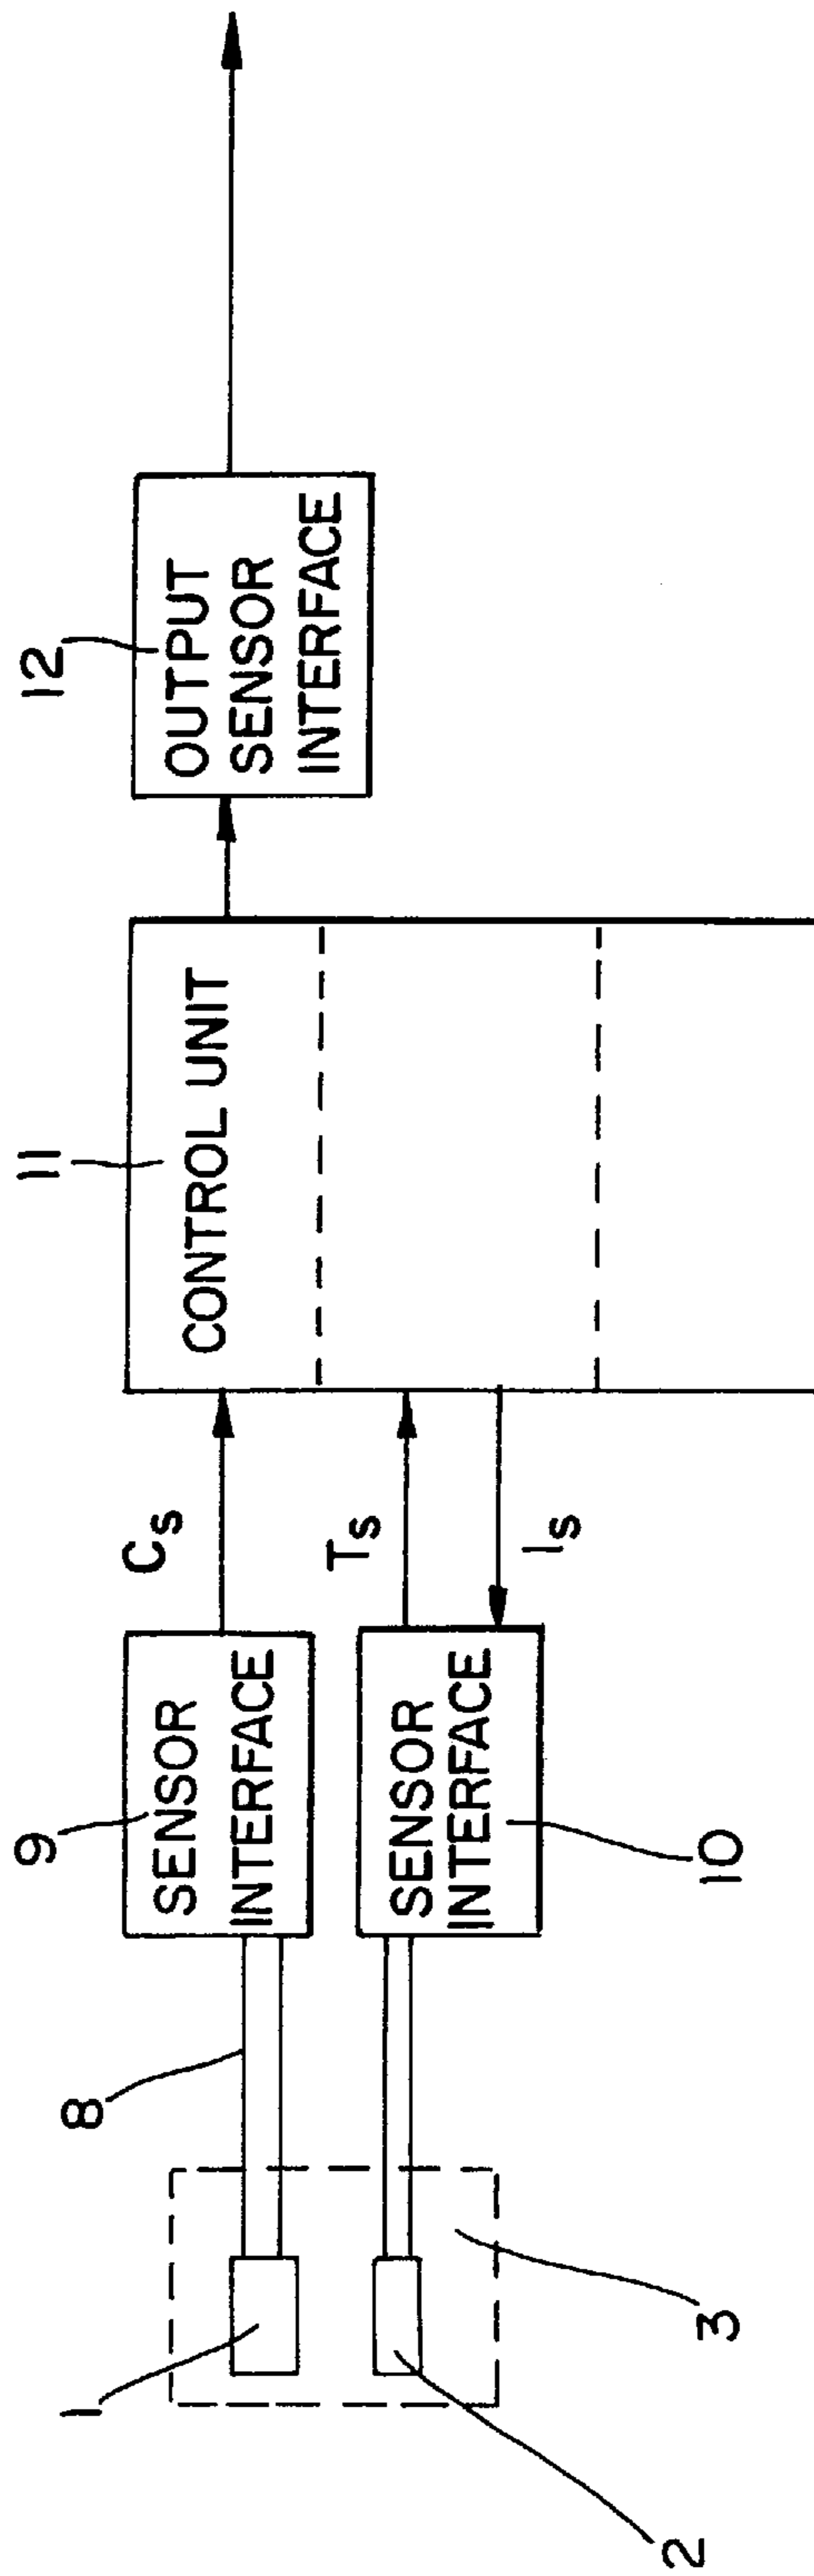 12
OUTPUT
SENSOR
INTERFACE
11
CONTROL UNIT
Cs
Ts
Is
9
SENSOR
INTERFACE
SENSOR
INTERFACE
10
8
1
3
2